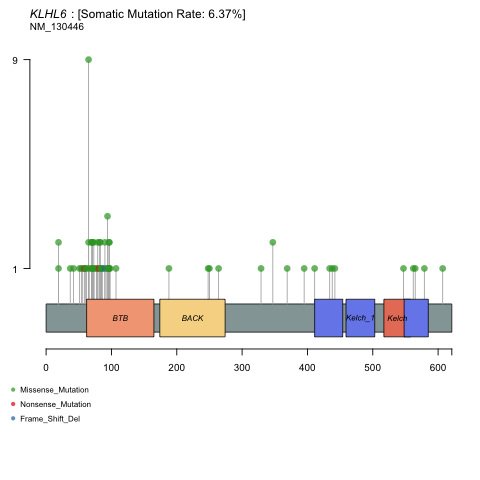 KLHL6 : [Somatic Mutation Rate: 6.37%]
NM_130446
9
1
BTB
BACK
Kelch_1
Kelch
0 100 200 300 400 500 600
Missense_Mutation
Nonsense_Mutation
Frame_Shift_Del